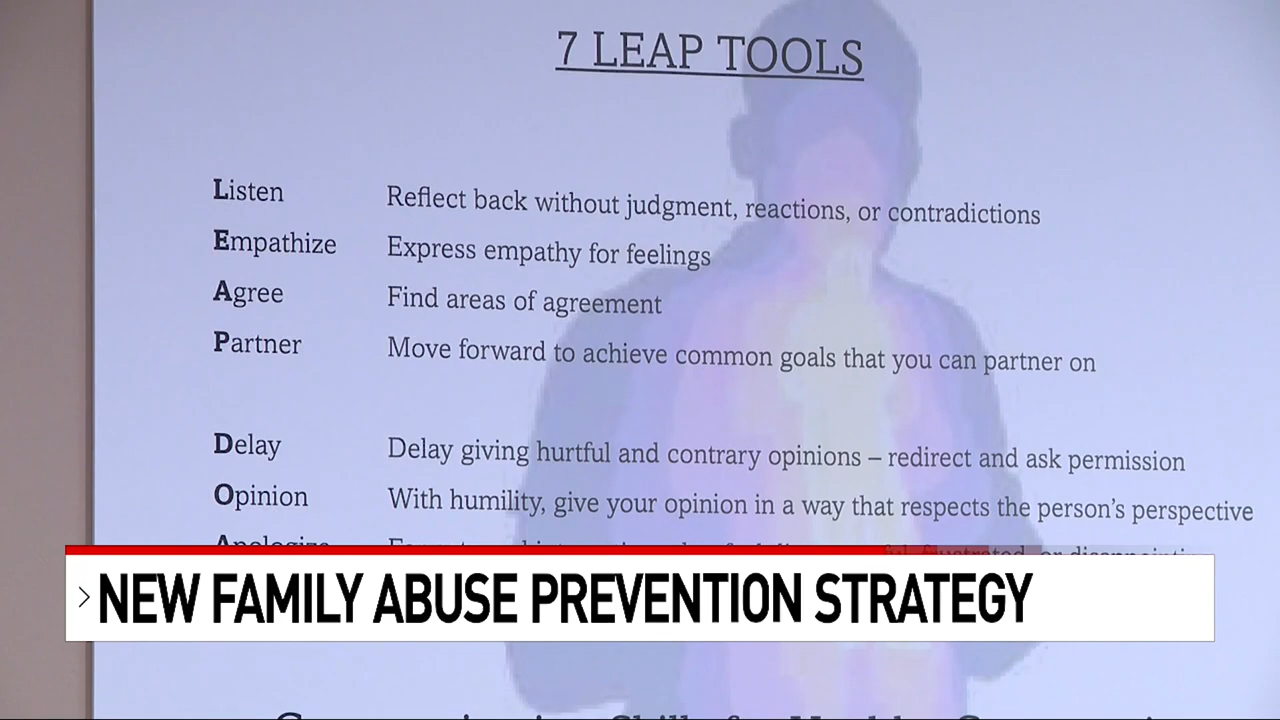 7 LEAP TOOLS
Listen Reflect back without judgment, reactions, or contradictions
Empathize Express empathy for feelings
Agree Find areas of agreement
Partner Move forward to achieve common goals that you can partner on
Delay Delay giving hurtful and contrary opinions – redirect and ask permission
Opinion With humility, give your opinion in a way that respects the person's perspective
Apologize
> NEW FAMILY ABUSE PREVENTION STRATEGY